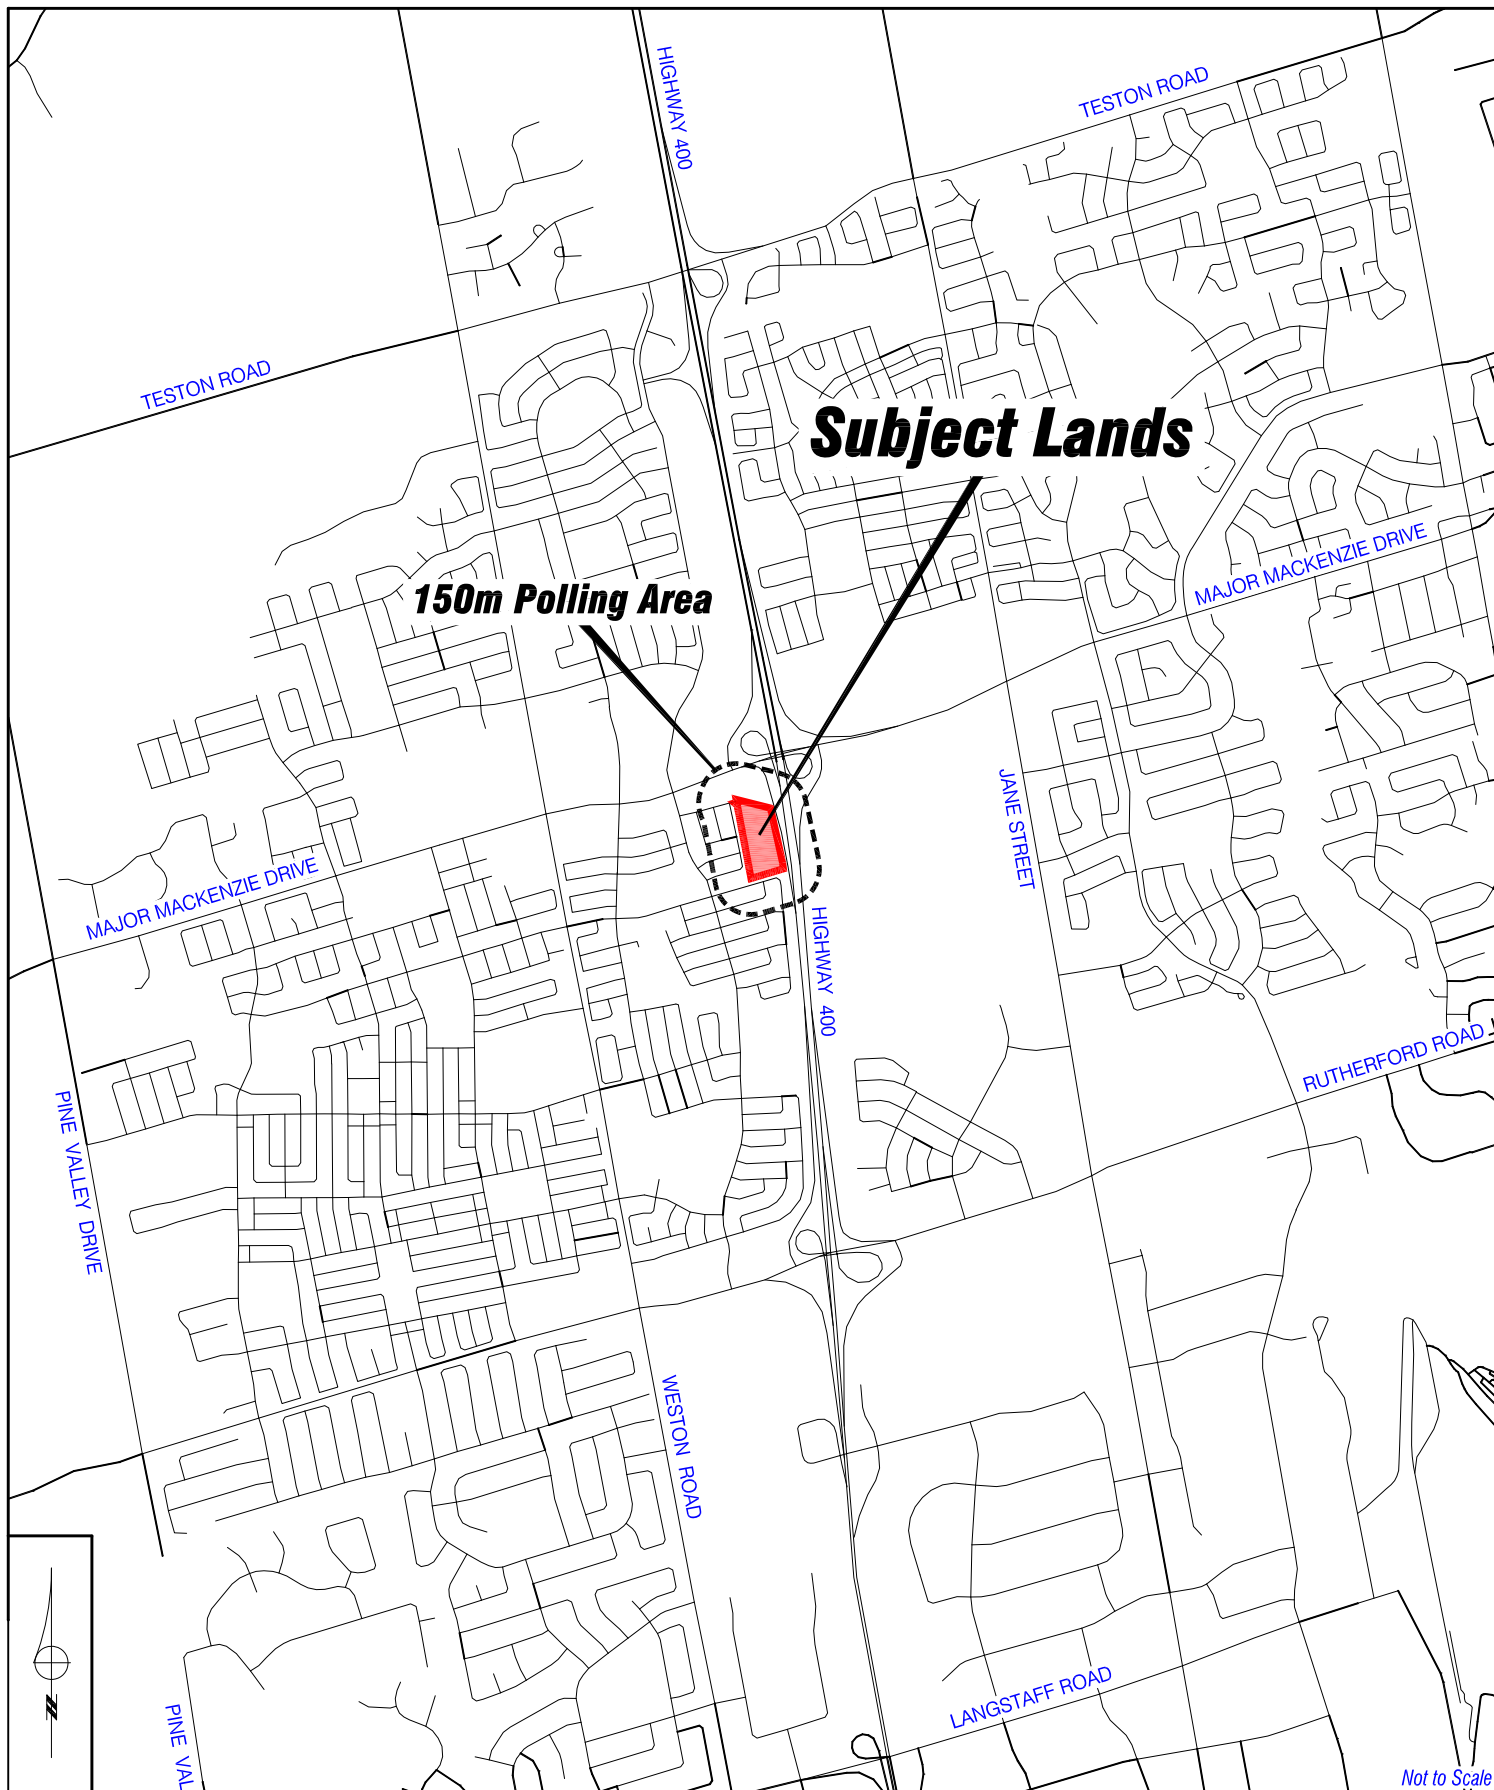 HIGHWAY 400
TESTON ROAD
TESTON ROAD
Subject Lands
150m Polling Area
MAJOR MACKENZIE DRIVE
JANE STREET
MAJOR MACKENZIE DRIVE
HIGHWAY 400
RUTHERFORD ROAD
PINE VALLEY DRIVE
WESTON ROAD
LANGSTAFF ROAD
PINE VAL
N
Not to Scale